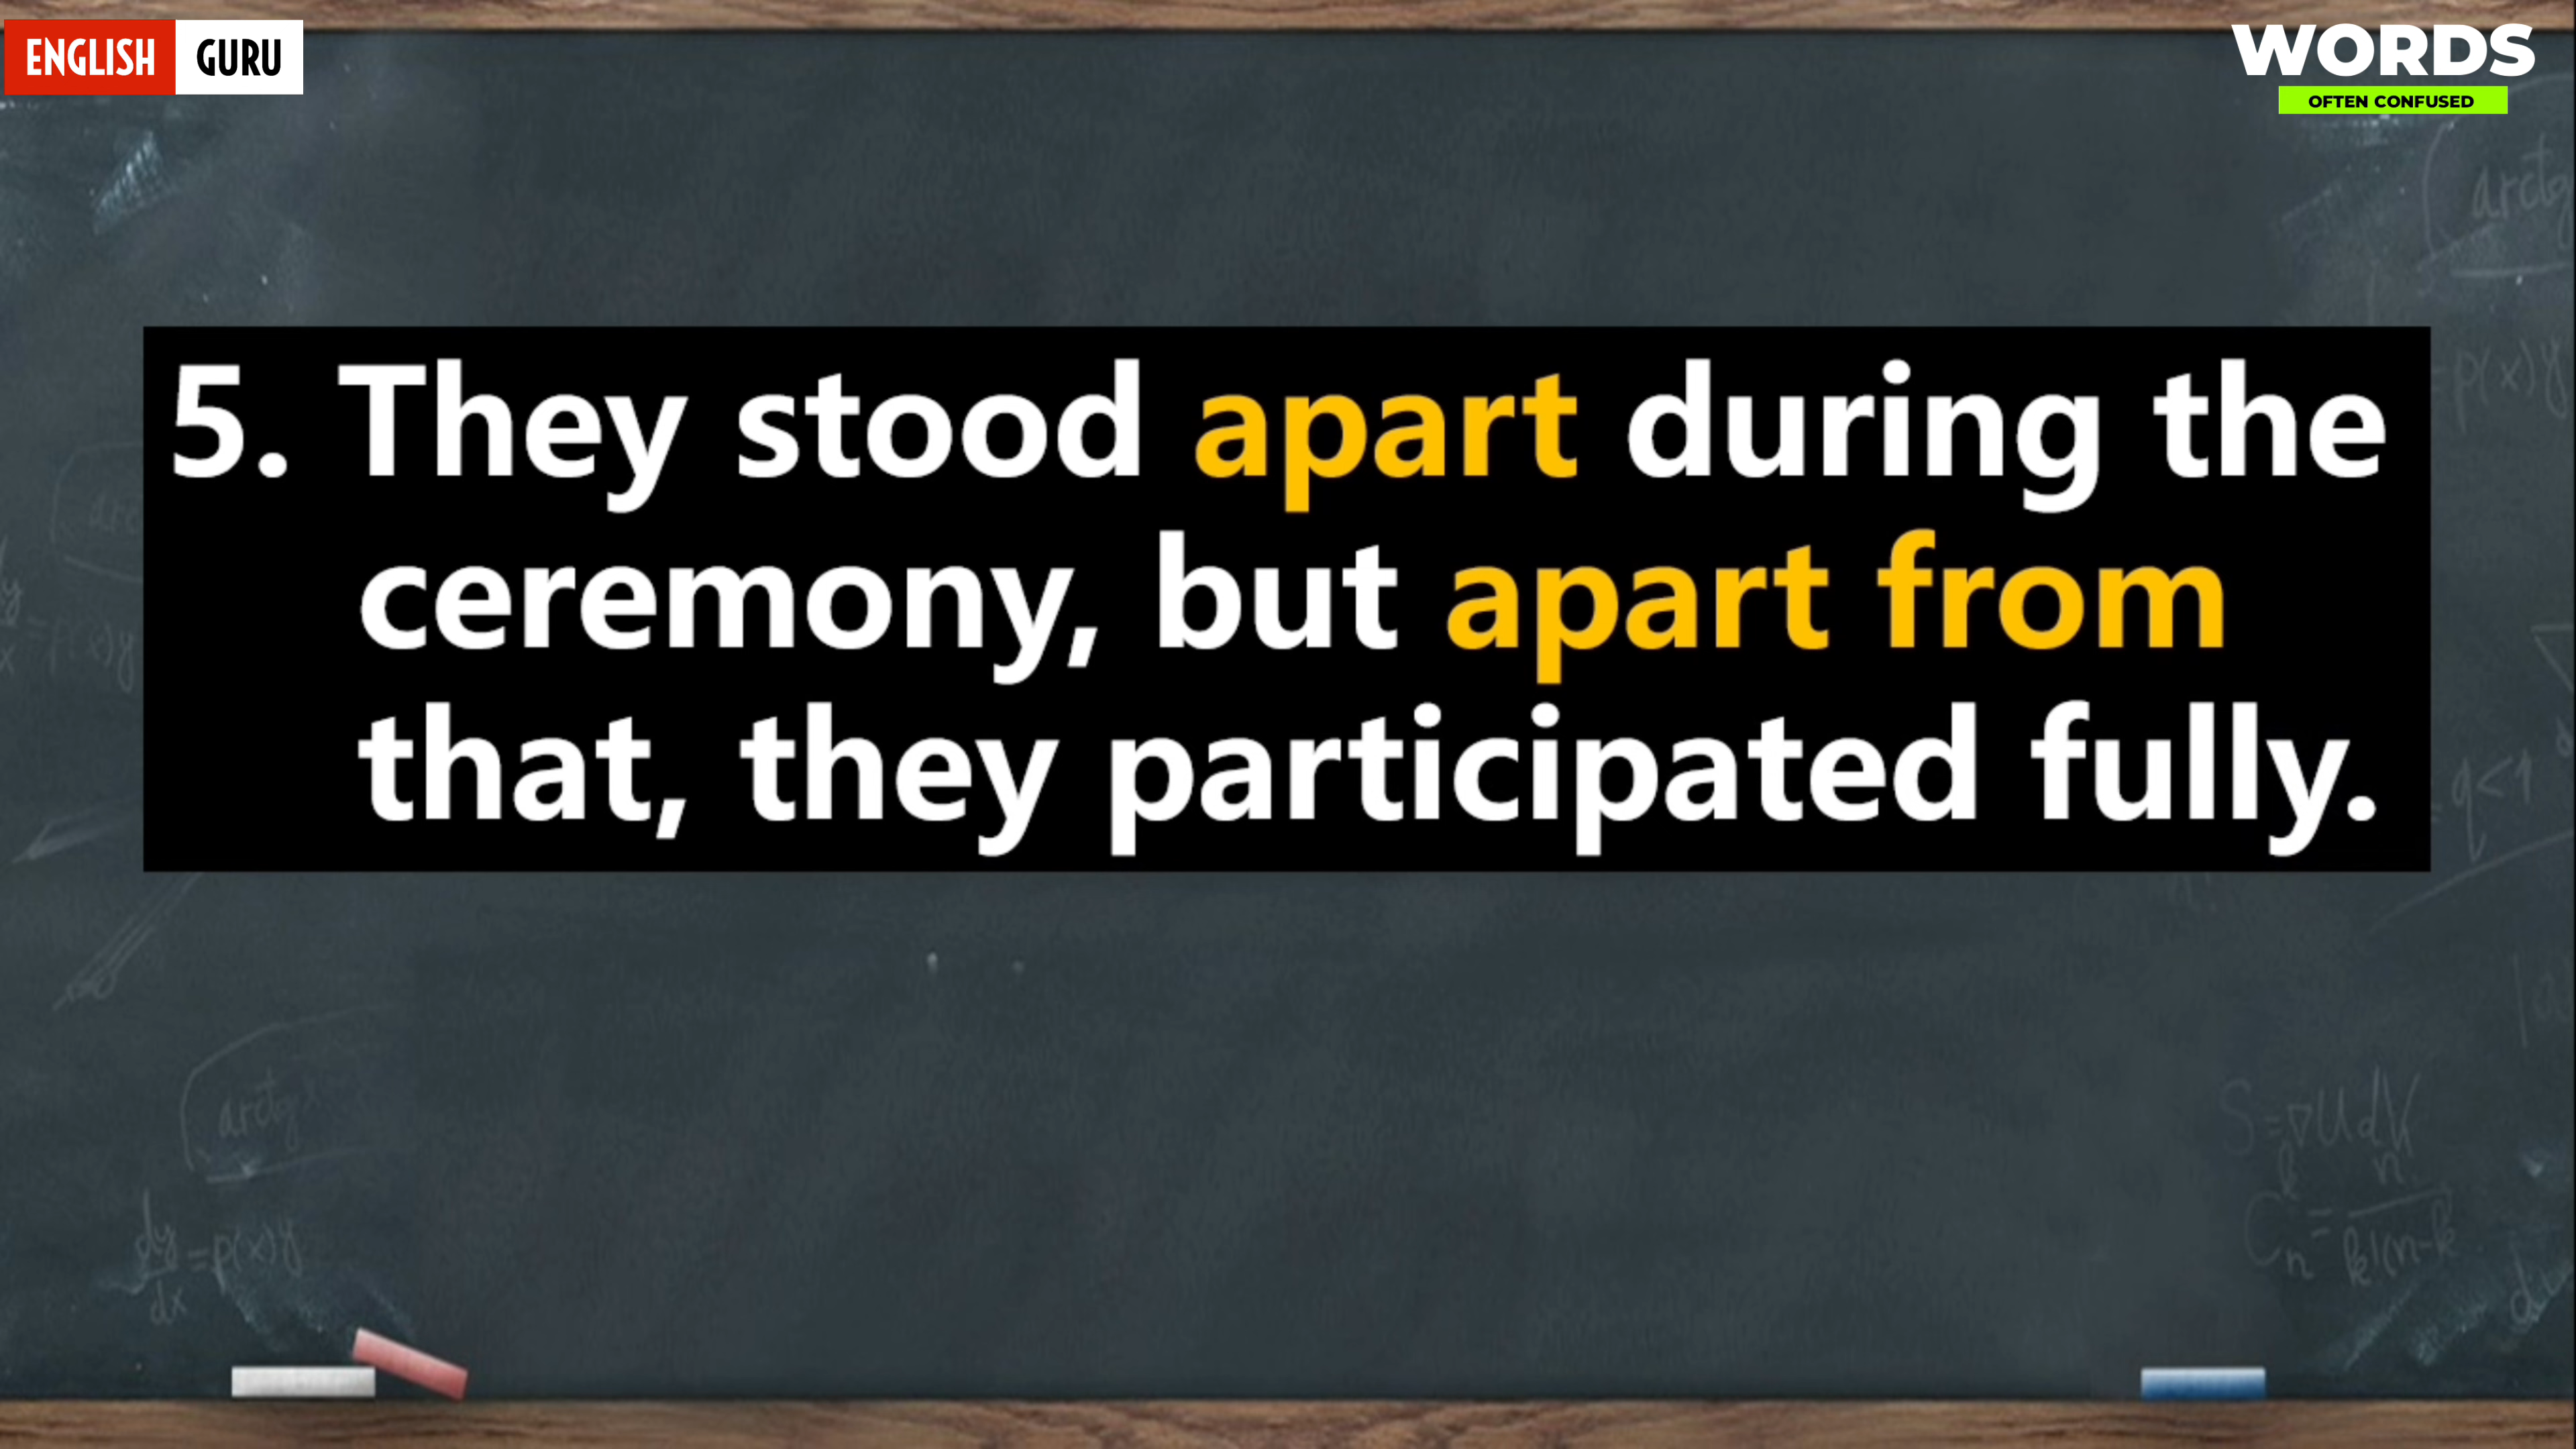 ENGLISH GURU
WORDS
OFTEN CONFUSED
5. They stood apart during the
ceremony, but apart from
that, they participated fully.